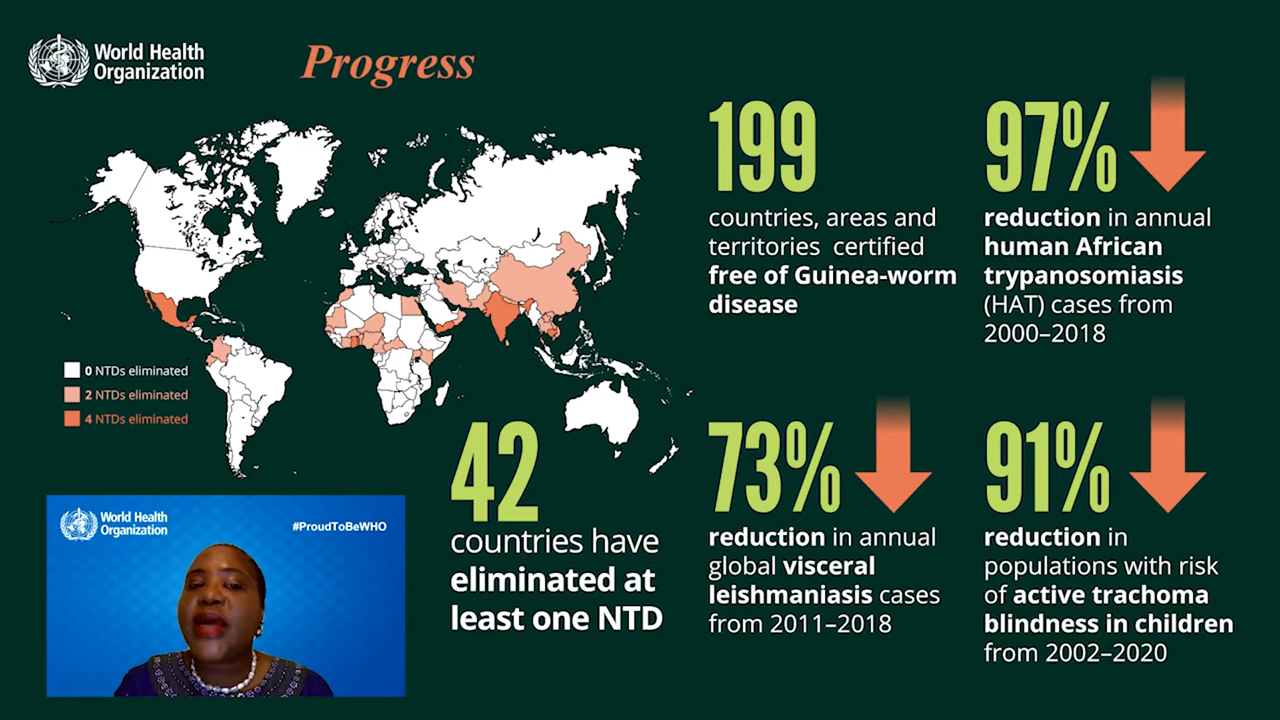 World Health
Organization
Progress
0 NTDs eliminated
2 NTDs eliminated
4 NTDs eliminated
42
countries have
eliminated at
least one NTD
199
countries, areas and
territories certified
free of Guinea-worm
disease
97%
reduction in annual
human African
trypanosomiasis
(HAT) cases from
2000–2018
73%
reduction in annual
global visceral
leishmaniasis cases
from 2011–2018
91%
reduction in
populations with risk
of active trachoma
blindness in children
from 2002–2020
World Health
Organization
#ProudToBeWHO